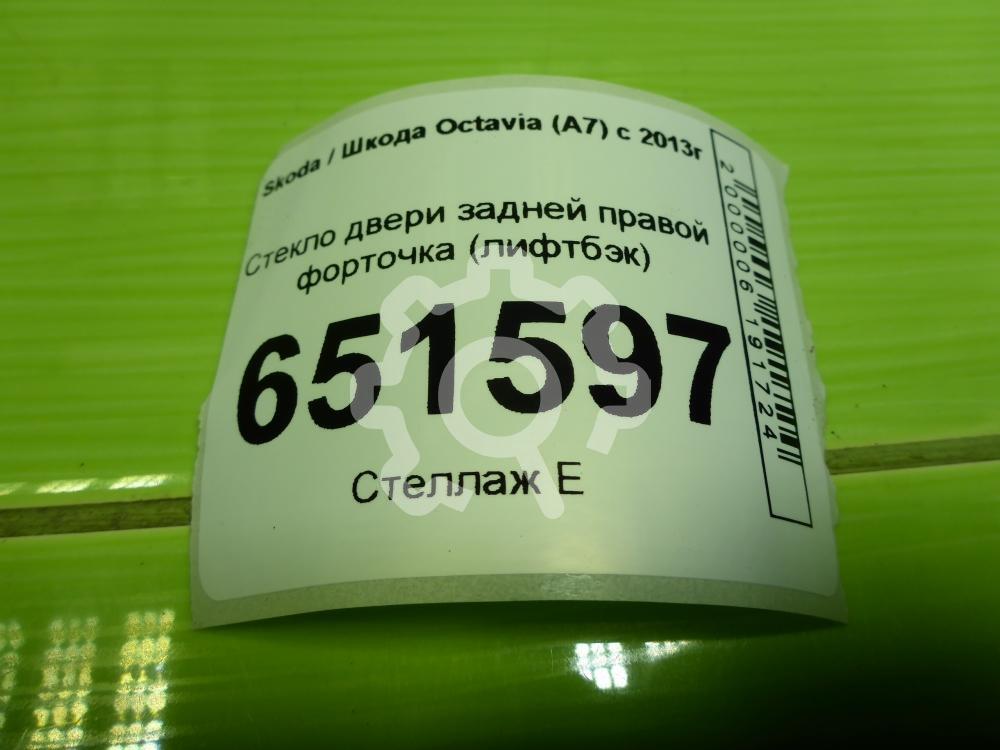 Skoda / Шкода Octavia (A7) с 2013г
Стекло двери задней правой
форточка (лифтбэк)
651597
Стеллаж Е
2000006191724